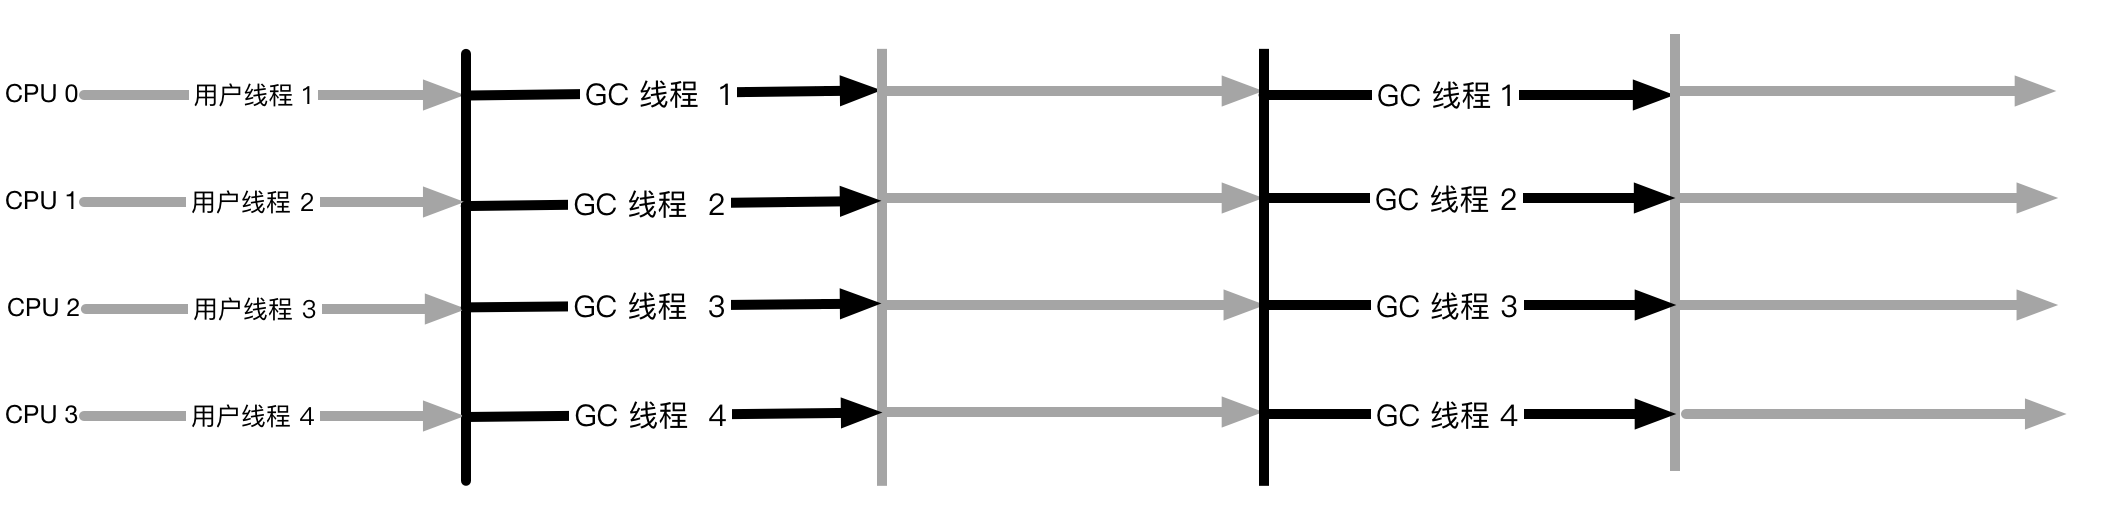 CPU 0 用户线程 1 GC 线程 1 GC 线程 1
CPU 1 用户线程 2 GC 线程 2 GC 线程 2
CPU 2 用户线程 3 GC 线程 3 GC 线程 3
CPU 3 用户线程 4 GC 线程 4 GC 线程 4